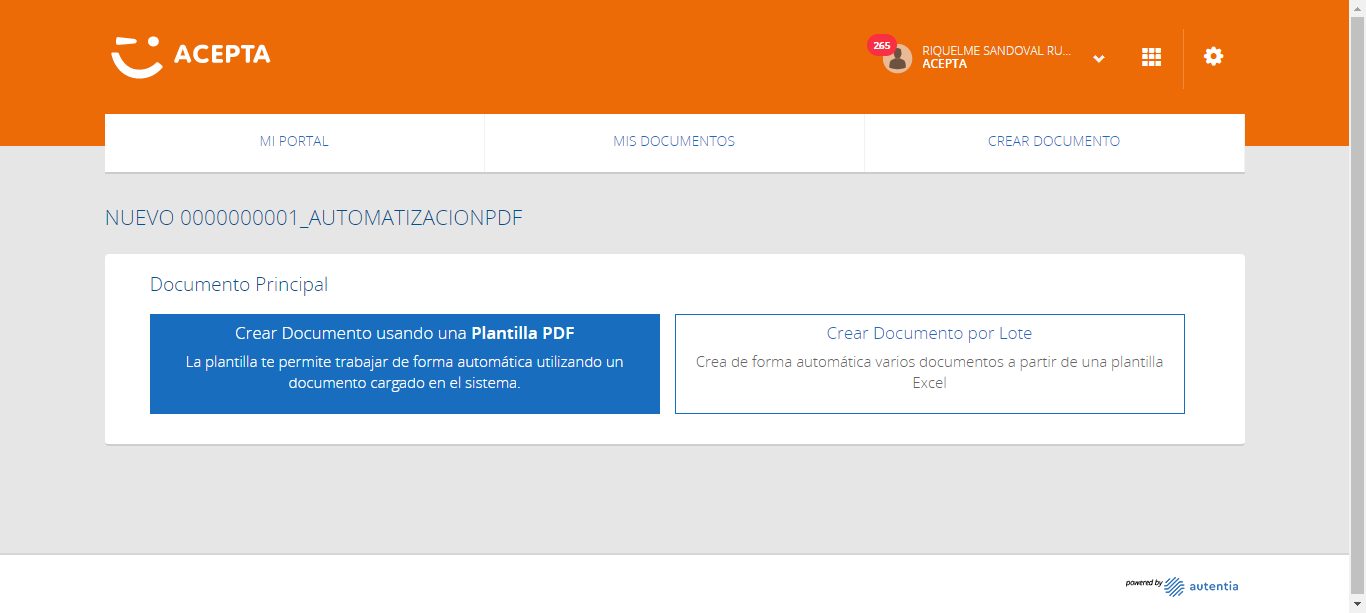 ACEPTA
265
RIQUELME SANDOVAL RU...
ACEPTA
MI PORTAL
MIS DOCUMENTOS
CREAR DOCUMENTO
NUEVO 0000000001_AUTOMATIZACIONPDF
Documento Principal
Crear Documento usando una Plantilla PDF
La plantilla te permite trabajar de forma automática utilizando un
documento cargado en el sistema.
Crear Documento por Lote
Crea de forma automática varios documentos a partir de una plantilla
Excel
powered by autentia